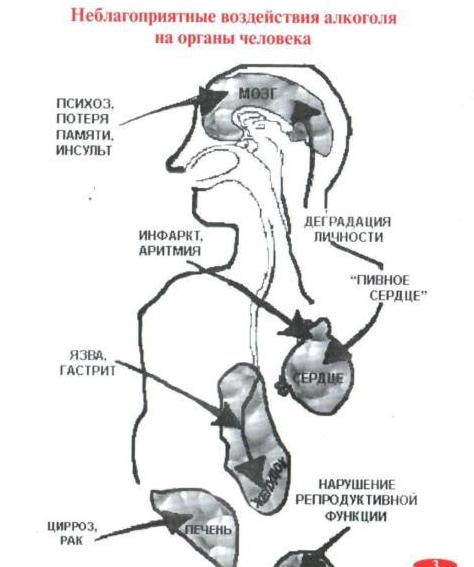 Неблагоприятные воздействия алкоголя
на органы человека
МОЗГ
ПСИХОЗ,
ПОТЕРЯ
ПАМЯТИ,
ИНСУЛЬТ
ДЕГРАДАЦИЯ
ЛИЧНОСТИ
ИНФАРКТ,
АРИТМИЯ
"ПИВНОЕ
СЕРДЦЕ"
ЯЗВА,
ГАСТРИТ
СЕРДЦЕ
ЖЕЛУДОК
НАРУШЕНИЕ
РЕПРОДУКТИВНОЙ
ФУНКЦИИ
ЦИРРОЗ,
РАК
ПЕЧЕНЬ
3